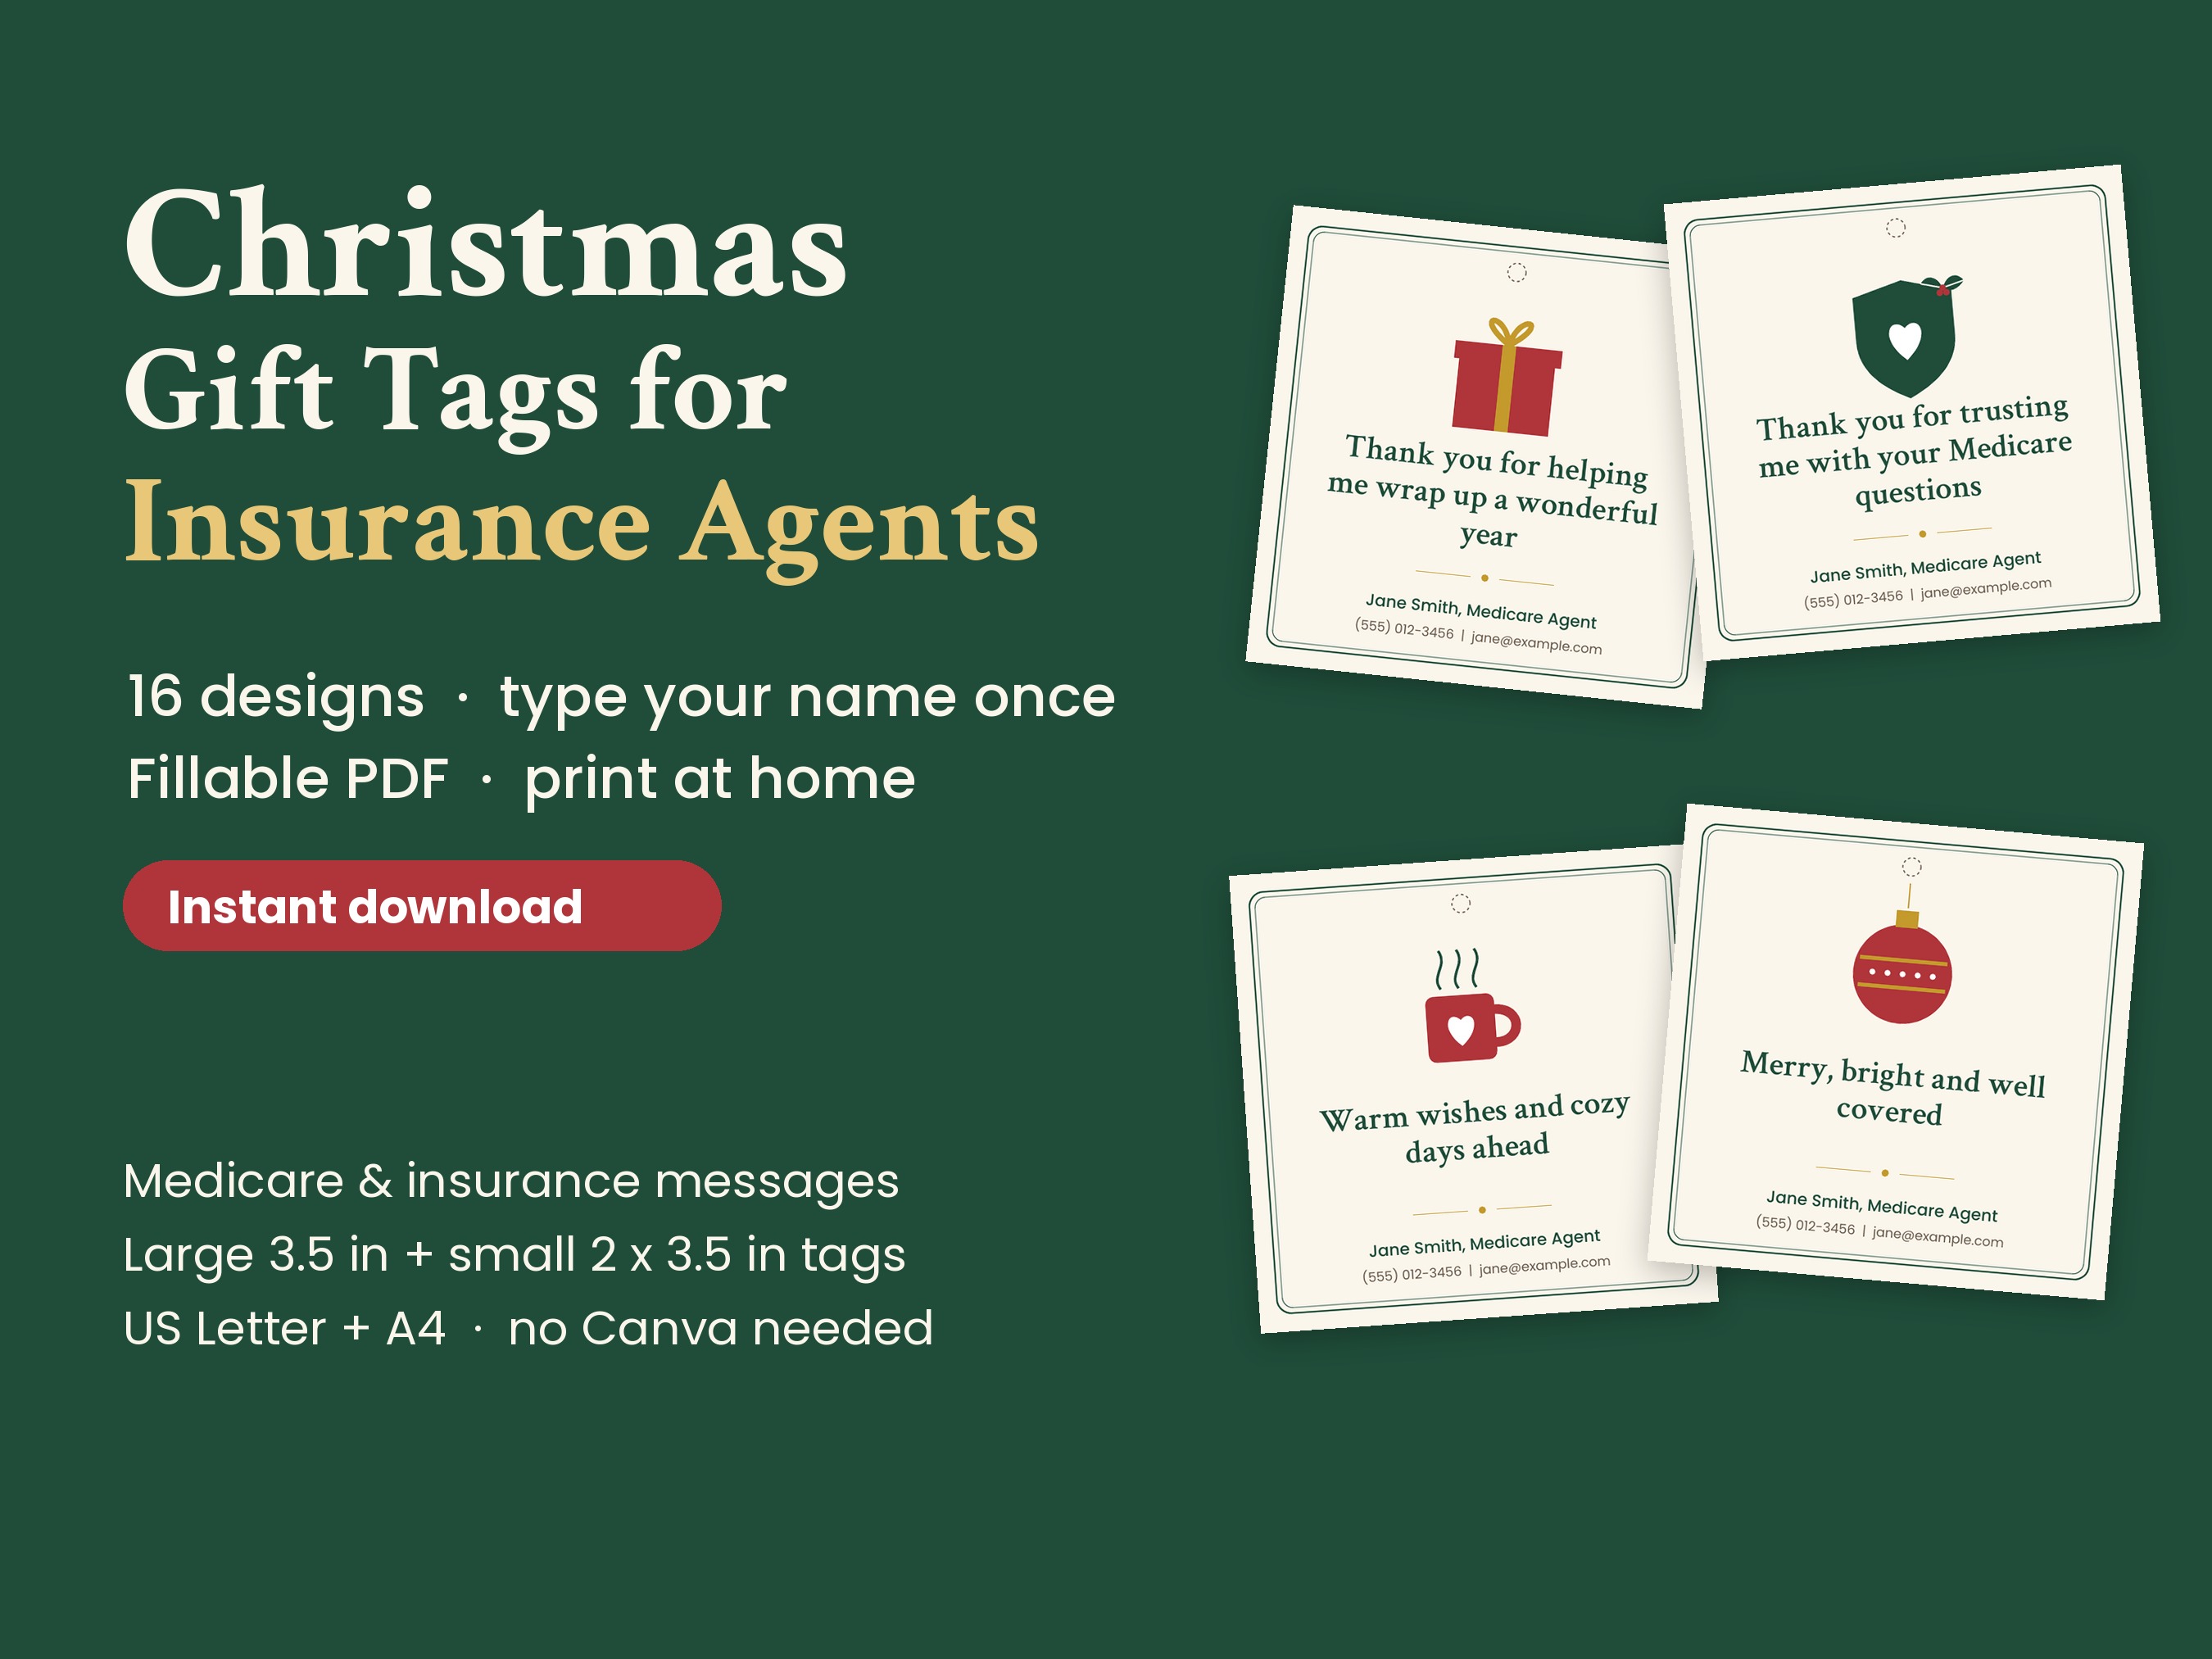 Christmas
Gift Tags for
Insurance Agents
16 designs · type your name once
Fillable PDF · print at home
Instant download
Medicare & insurance messages
Large 3.5 in + small 2 x 3.5 in tags
US Letter + A4 · no Canva needed
Thank you for helping
me wrap up a wonderful
year
Jane Smith, Medicare Agent
(555) 012-3456 | jane@example.com
Thank you for trusting
me with your Medicare
questions
Jane Smith, Medicare Agent
(555) 012-3456 | jane@example.com
Warm wishes and cozy
days ahead
Jane Smith, Medicare Agent
(555) 012-3456 | jane@example.com
Merry, bright and well
covered
Jane Smith, Medicare Agent
(555) 012-3456 | jane@example.com